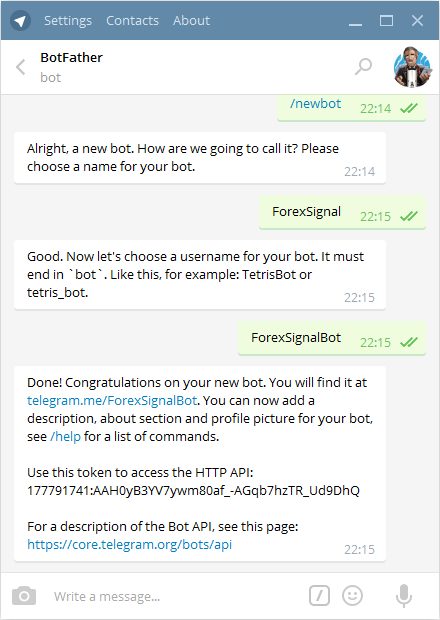 Settings Contacts About
BotFather
bot
/newbot
22:14
Alright, a new bot. How are we going to call it? Please
choose a name for your bot.
22:14
ForexSignal
22:15
Good. Now let's choose a username for your bot. It must
end in `bot`. Like this, for example: TetrisBot or
tetris_bot.
22:15
ForexSignalBot
22:15
Done! Congratulations on your new bot. You will find it at
telegram.me/ForexSignalBot. You can now add a
description, about section and profile picture for your bot,
see /help for a list of commands.
Use this token to access the HTTP API:
177791741:AAH0yB3YV7ywm80af_-AGqb7hzTR_Ud9DhQ
For a description of the Bot API, see this page:
https://core.telegram.org/bots/api
22:15
Write a message...